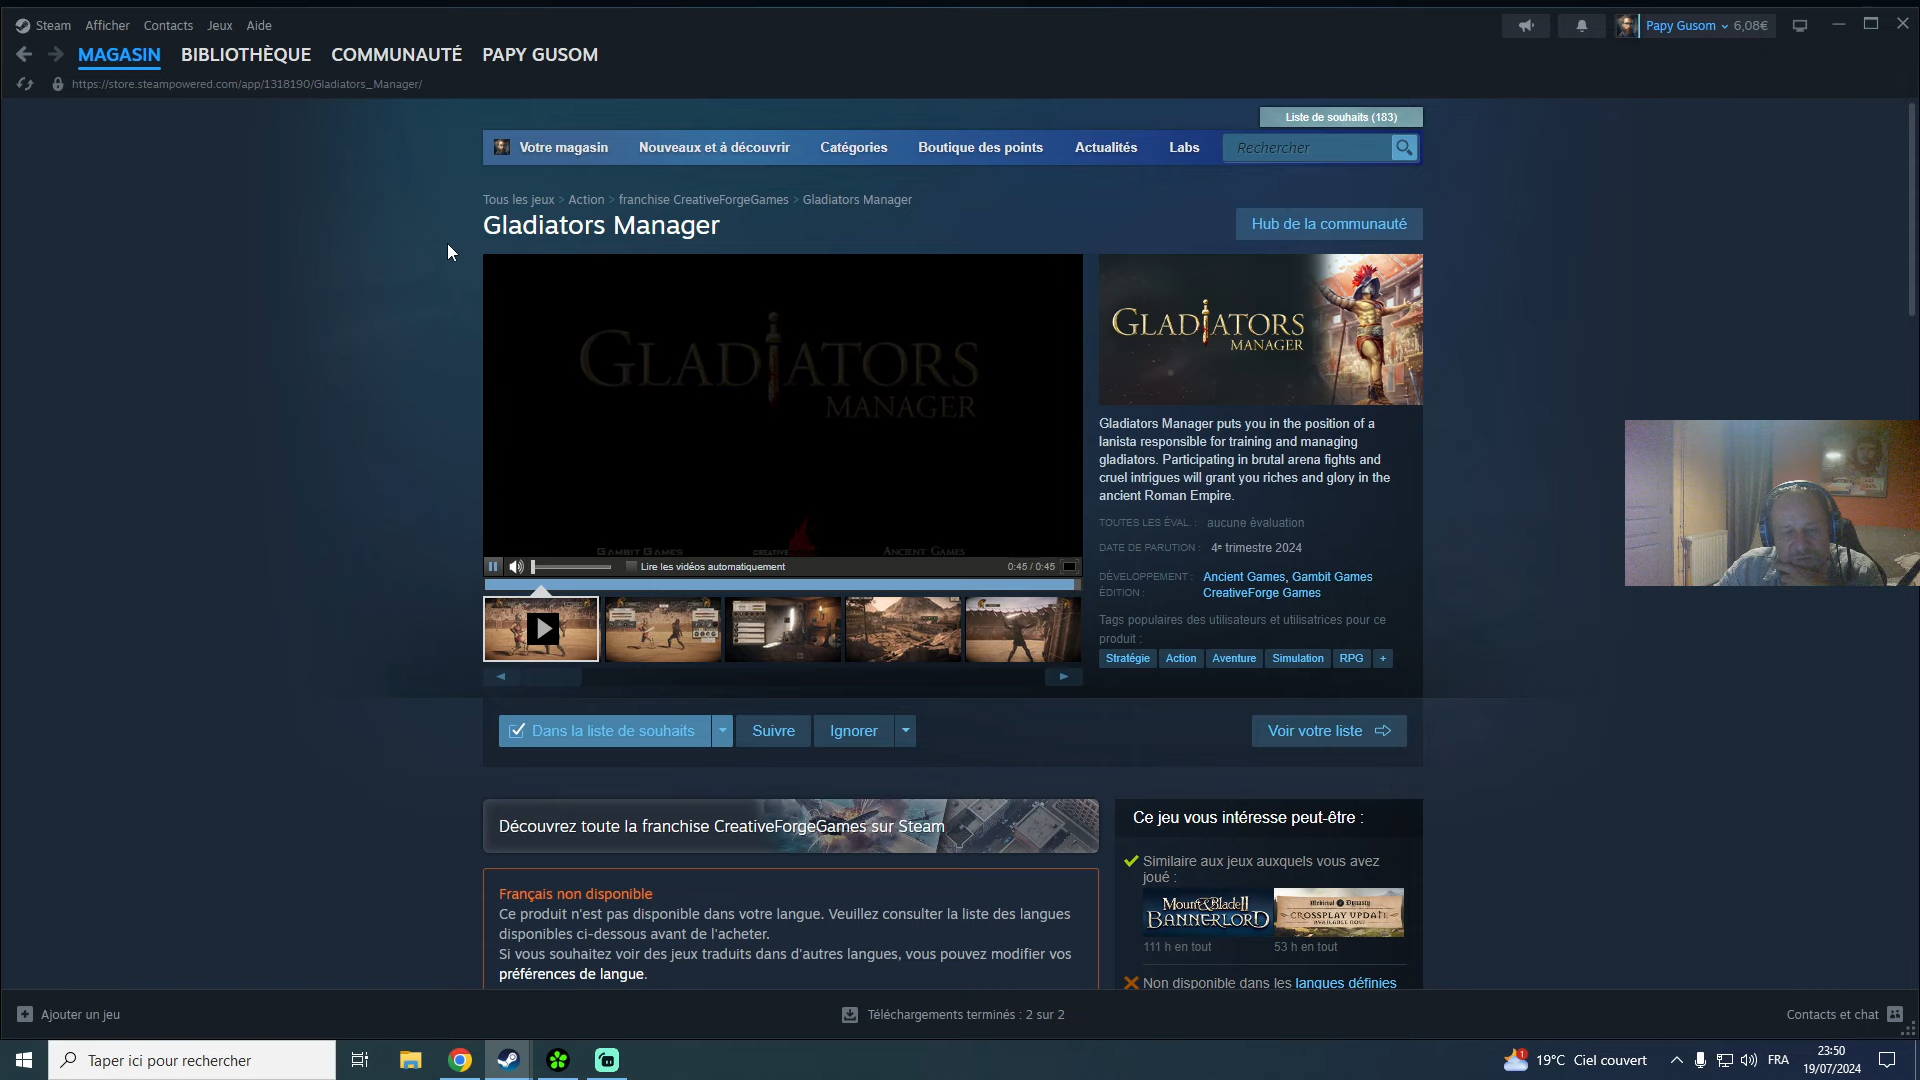 Steam Afficher Contacts Jeux Aide
Papy Gusom 6,08€
MAGASIN BIBLIOTHÈQUE COMMUNAUTÉ PAPY GUSOM
https://store.steampowered.com/app/1318190/Gladiators_Manager/
Liste de souhaits (183)
Votre magasin Nouveaux et à découvrir Catégories Boutique des points Actualités Labs Rechercher
Tous les jeux > Action > franchise CreativeForgeGames > Gladiators Manager
Gladiators Manager
Hub de la communauté
GLADIATORS
MANAGER
GAMBIT GAMES CREATIVE ANCIENT GAMES
Lire les vidéos automatiquement 0:45 / 0:45
GLADIATORS
MANAGER
Gladiators Manager puts you in the position of a
lanista responsible for training and managing
gladiators. Participating in brutal arena fights and
cruel intrigues will grant you riches and glory in the
ancient Roman Empire.
TOUTES LES ÉVAL. : aucune évaluation
DATE DE PARUTION : 4e trimestre 2024
DÉVELOPPEMENT : Ancient Games, Gambit Games
ÉDITION : CreativeForge Games
Tags populaires des utilisateurs et utilisatrices pour ce
produit :
Stratégie Action Aventure Simulation RPG +
Dans la liste de souhaits Suivre Ignorer Voir votre liste
Découvrez toute la franchise CreativeForgeGames sur Steam
Français non disponible
Ce produit n'est pas disponible dans votre langue. Veuillez consulter la liste des langues
disponibles ci-dessous avant de l'acheter.
Si vous souhaitez voir des jeux traduits dans d'autres langues, vous pouvez modifier vos
préférences de langue.
Ce jeu vous intéresse peut-être :
Similaire aux jeux auxquels vous avez
joué :
MOUNT & BLADE II
BANNERLORD
Medieval Dynasty
CROSSPLAY UPDATE
111 h en tout 53 h en tout
Non disponible dans les langues définies
Ajouter un jeu
Téléchargements terminés : 2 sur 2
Contacts et chat
Taper ici pour rechercher
1
19°C Ciel couvert
FRA
23:50
19/07/2024